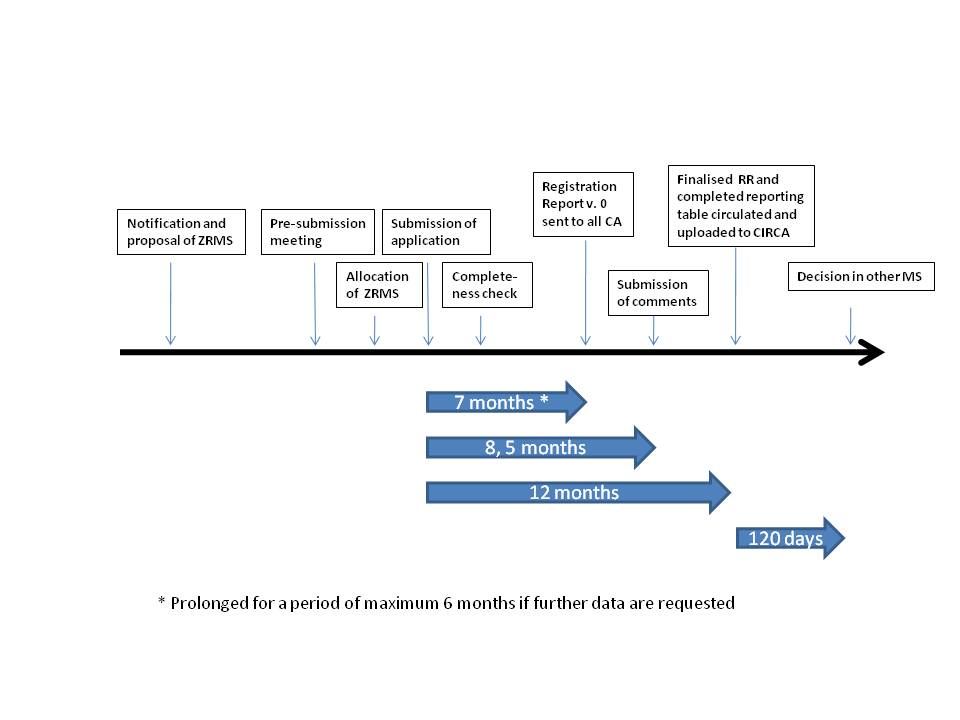 Notification and
proposal of ZRMS
Pre-submission
meeting
Allocation
of ZRMS
Submission of
application
Complete-
ness check
Registration
Report v. 0
sent to all CA
Submission
of comments
Finalised RR and
completed reporting
table circulated and
uploaded to CIRCA
Decision in other MS
7 months *
8, 5 months
12 months
120 days
* Prolonged for a period of maximum 6 months if further data are requested